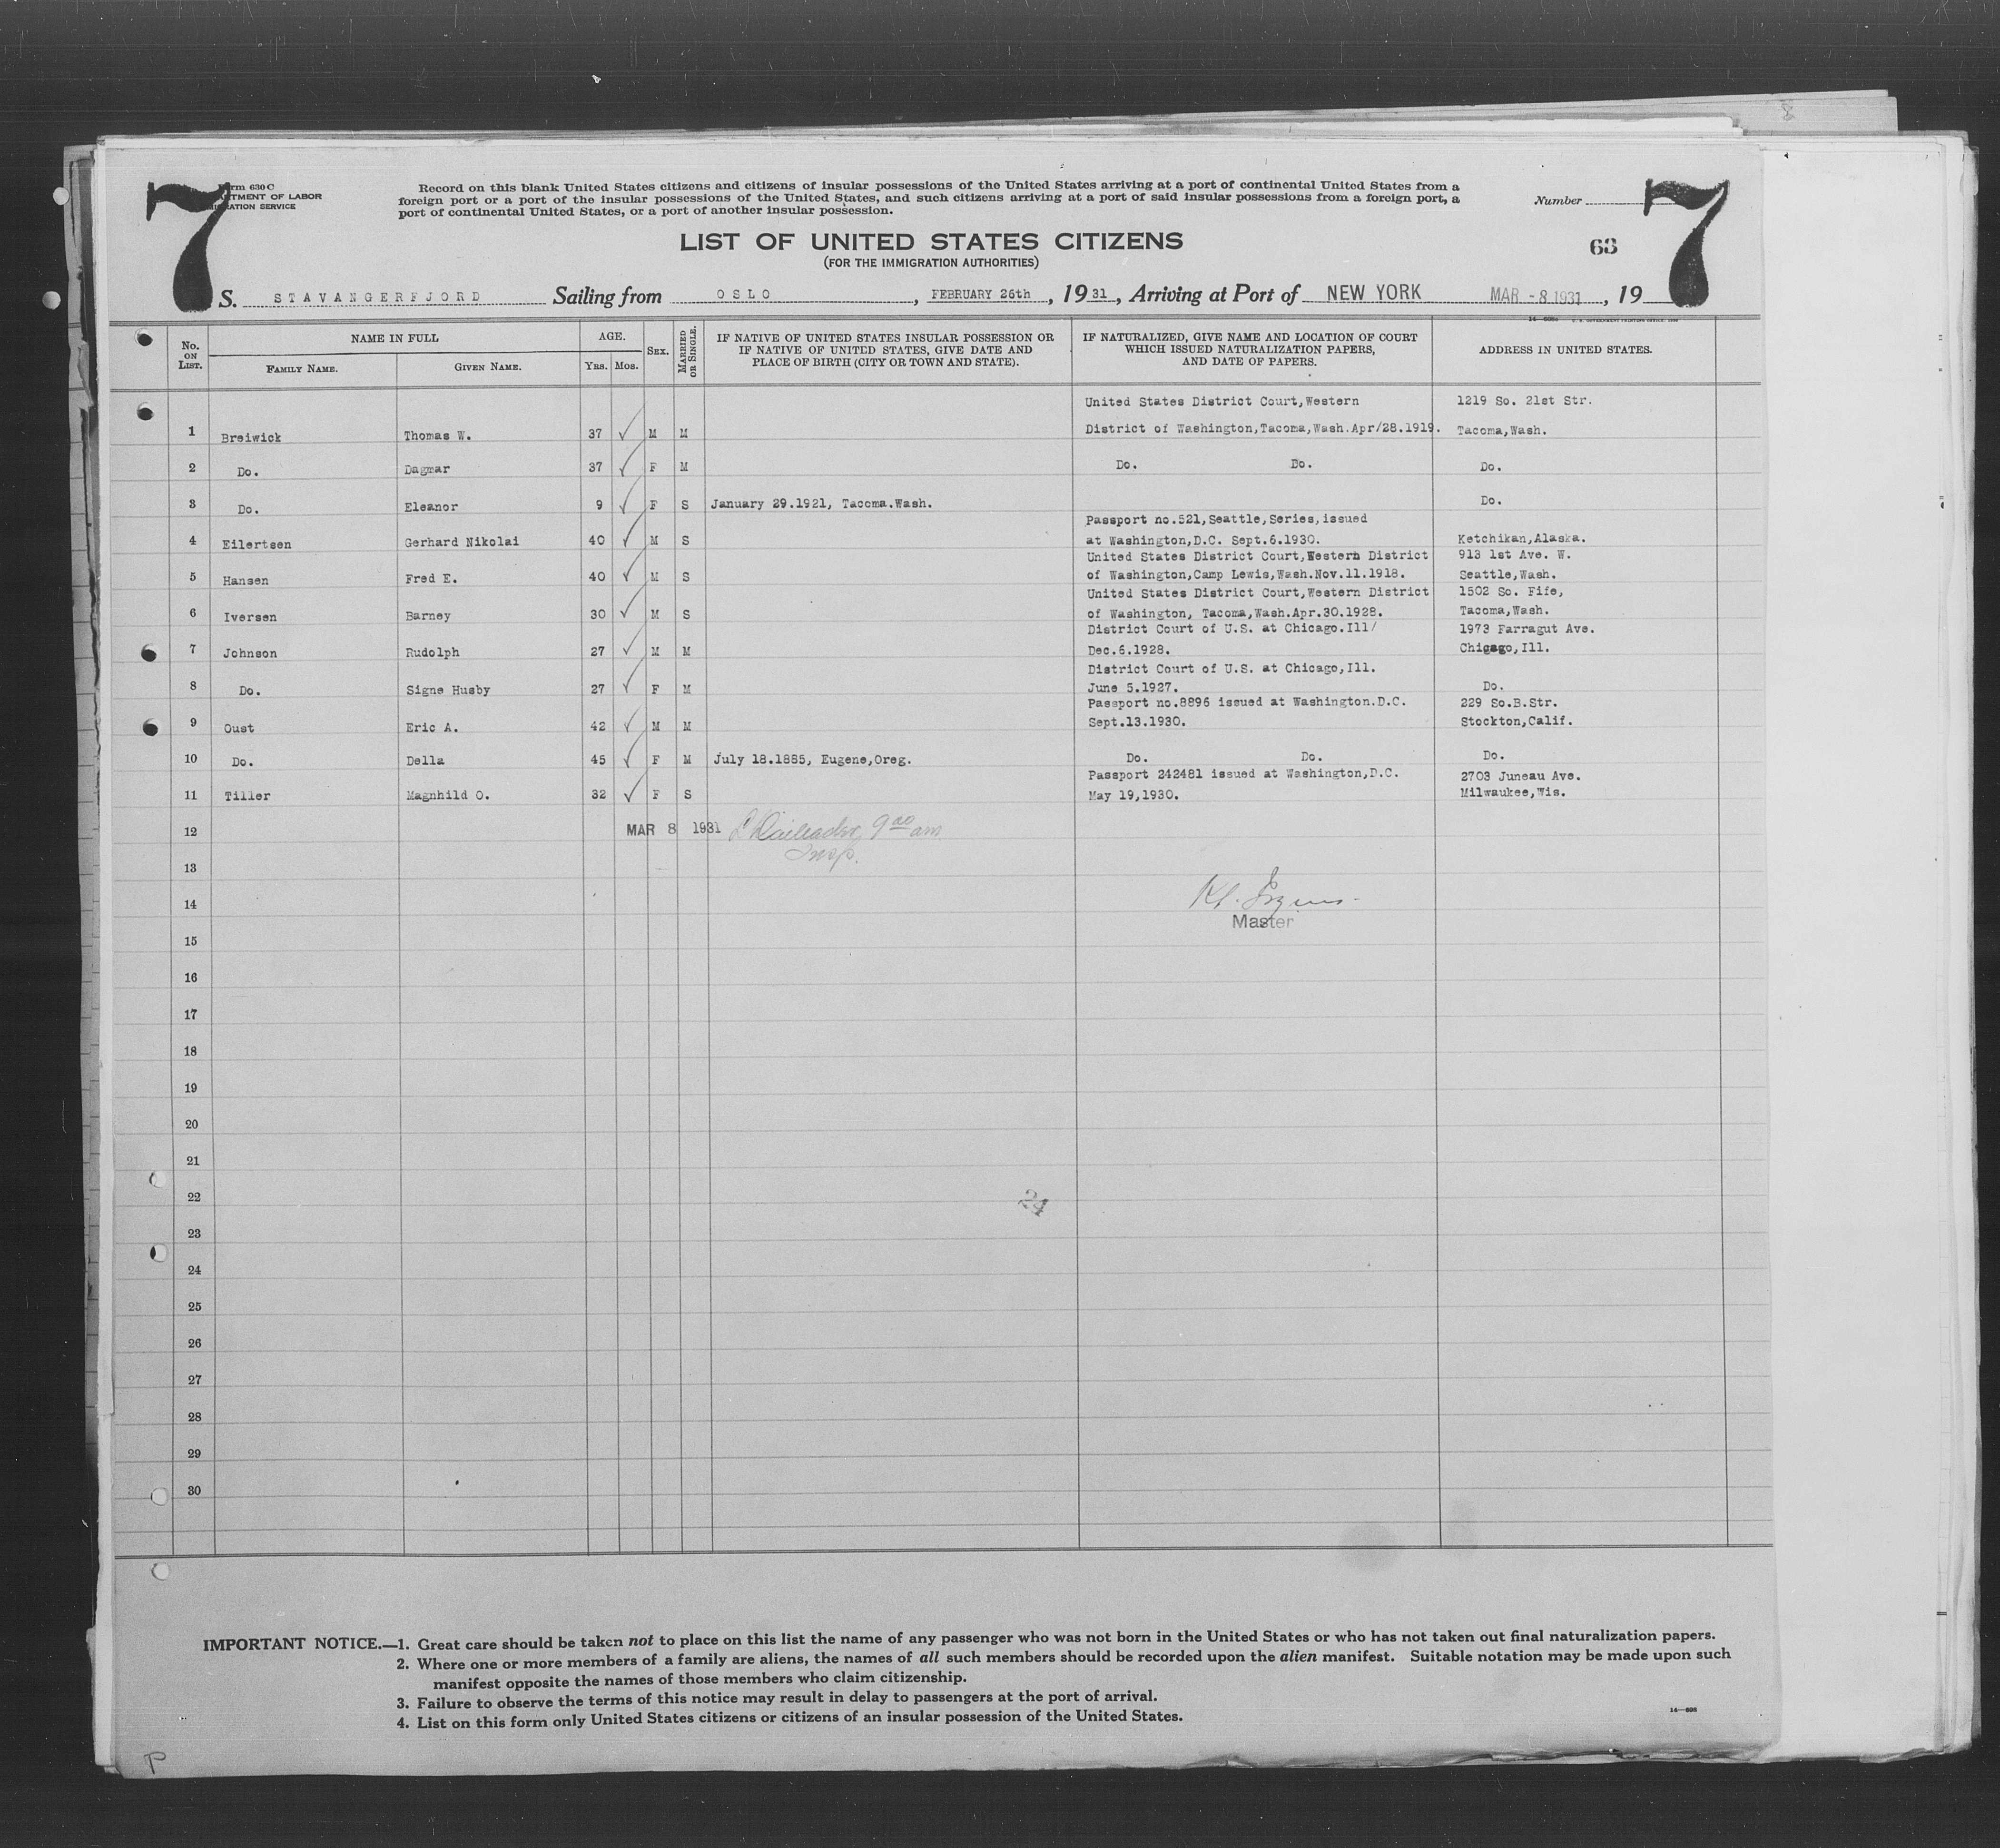 8
7 7
Form 630 C
RTMENT OF LABOR
RATION SERVICE
Record on this blank United States citizens and citizens of insular possessions of the United States arriving at a port of continental United States from a
foreign port or a port of the insular possessions of the United States, and such citizens arriving at a port of said insular possessions from a foreign port, a
port of continental United States, or a port of another insular possession.
Number
LIST OF UNITED STATES CITIZENS
(FOR THE IMMIGRATION AUTHORITIES)
63
S. STAVANGERFJORD Sailing from OSLO, FEBRUARY 26th, 1931, Arriving at Port of NEW YORK MAR -8 1931, 19
No. ON LIST. NAME IN FULL AGE. SEX. MARRIED OR SINGLE. IF NATIVE OF UNITED STATES INSULAR POSSESSION OR IF NATIVE OF UNITED STATES, GIVE DATE AND PLACE OF BIRTH (CITY OR TOWN AND STATE). IF NATURALIZED, GIVE NAME AND LOCATION OF COURT WHICH ISSUED NATURALIZATION PAPERS, AND DATE OF PAPERS. ADDRESS IN UNITED STATES.
FAMILY NAME. GIVEN NAME. YRS. MOS.
United States District Court,Western 1219 So. 21st Str.
1 Breiwick Thomas W. 37 ✓ M M District of Washington,Tacoma,Wash.Apr/28.1919. Tacoma,Wash.
2 Do. Dagmar 37 ✓ F M Do. Do. Do.
3 Do. Eleanor 9 ✓ F S January 29.1921, Tacoma.Wash. Do.
Passport no.521,Seattle,Series,issued
4 Eilertsen Gerhard Nikolai 40 ✓ M S at Washington,D.C. Sept.6.1930. Ketchikan,Alaska.
United States District Court,Western District 913 1st Ave. W.
5 Hansen Fred E. 40 ✓ M S of Washington,Camp Lewis,Wash.Nov.11.1918. Seattle,Wash.
United States District Court,Western District 1502 So. Fife,
6 Iversen Barney 30 ✓ M S of Washington, Tacoma,Wash.Apr.30.1928. Tacoma,Wash.
District Court of U.S. at Chicago.Ill/ 1973 Farragut Ave.
7 Johnson Rudolph 27 ✓ M M Dec.6.1928. Chicago,Ill.
District Court of U.S. at Chicago,Ill.
8 Do. Signe Husby 27 ✓ F M June 5.1927. Do.
Passport no.8896 issued at Washington.D.C. 229 So.B.Str.
9 Oust Eric A. 42 ✓ M M Sept.13.1930. Stockton,Calif.
10 Do. Della 45 ✓ F M July 18.1885, Eugene,Oreg. Do. Do. Do.
Passport 242481 issued at Washington,D.C. 2703 Juneau Ave.
11 Tiller Magnhild O. 32 ✓ F S May 19,1930. Milwaukee,Wis.
12 MAR 8 1931 9 00 am
Insp.
13
14
Master
15
16
17
18
19
20
21
22 24
23
24
25
26
27
28
29
30
IMPORTANT NOTICE.—1. Great care should be taken not to place on this list the name of any passenger who was not born in the United States or who has not taken out final naturalization papers.
2. Where one or more members of a family are aliens, the names of all such members should be recorded upon the alien manifest. Suitable notation may be made upon such
manifest opposite the names of those members who claim citizenship.
3. Failure to observe the terms of this notice may result in delay to passengers at the port of arrival.
4. List on this form only United States citizens or citizens of an insular possession of the United States.
P